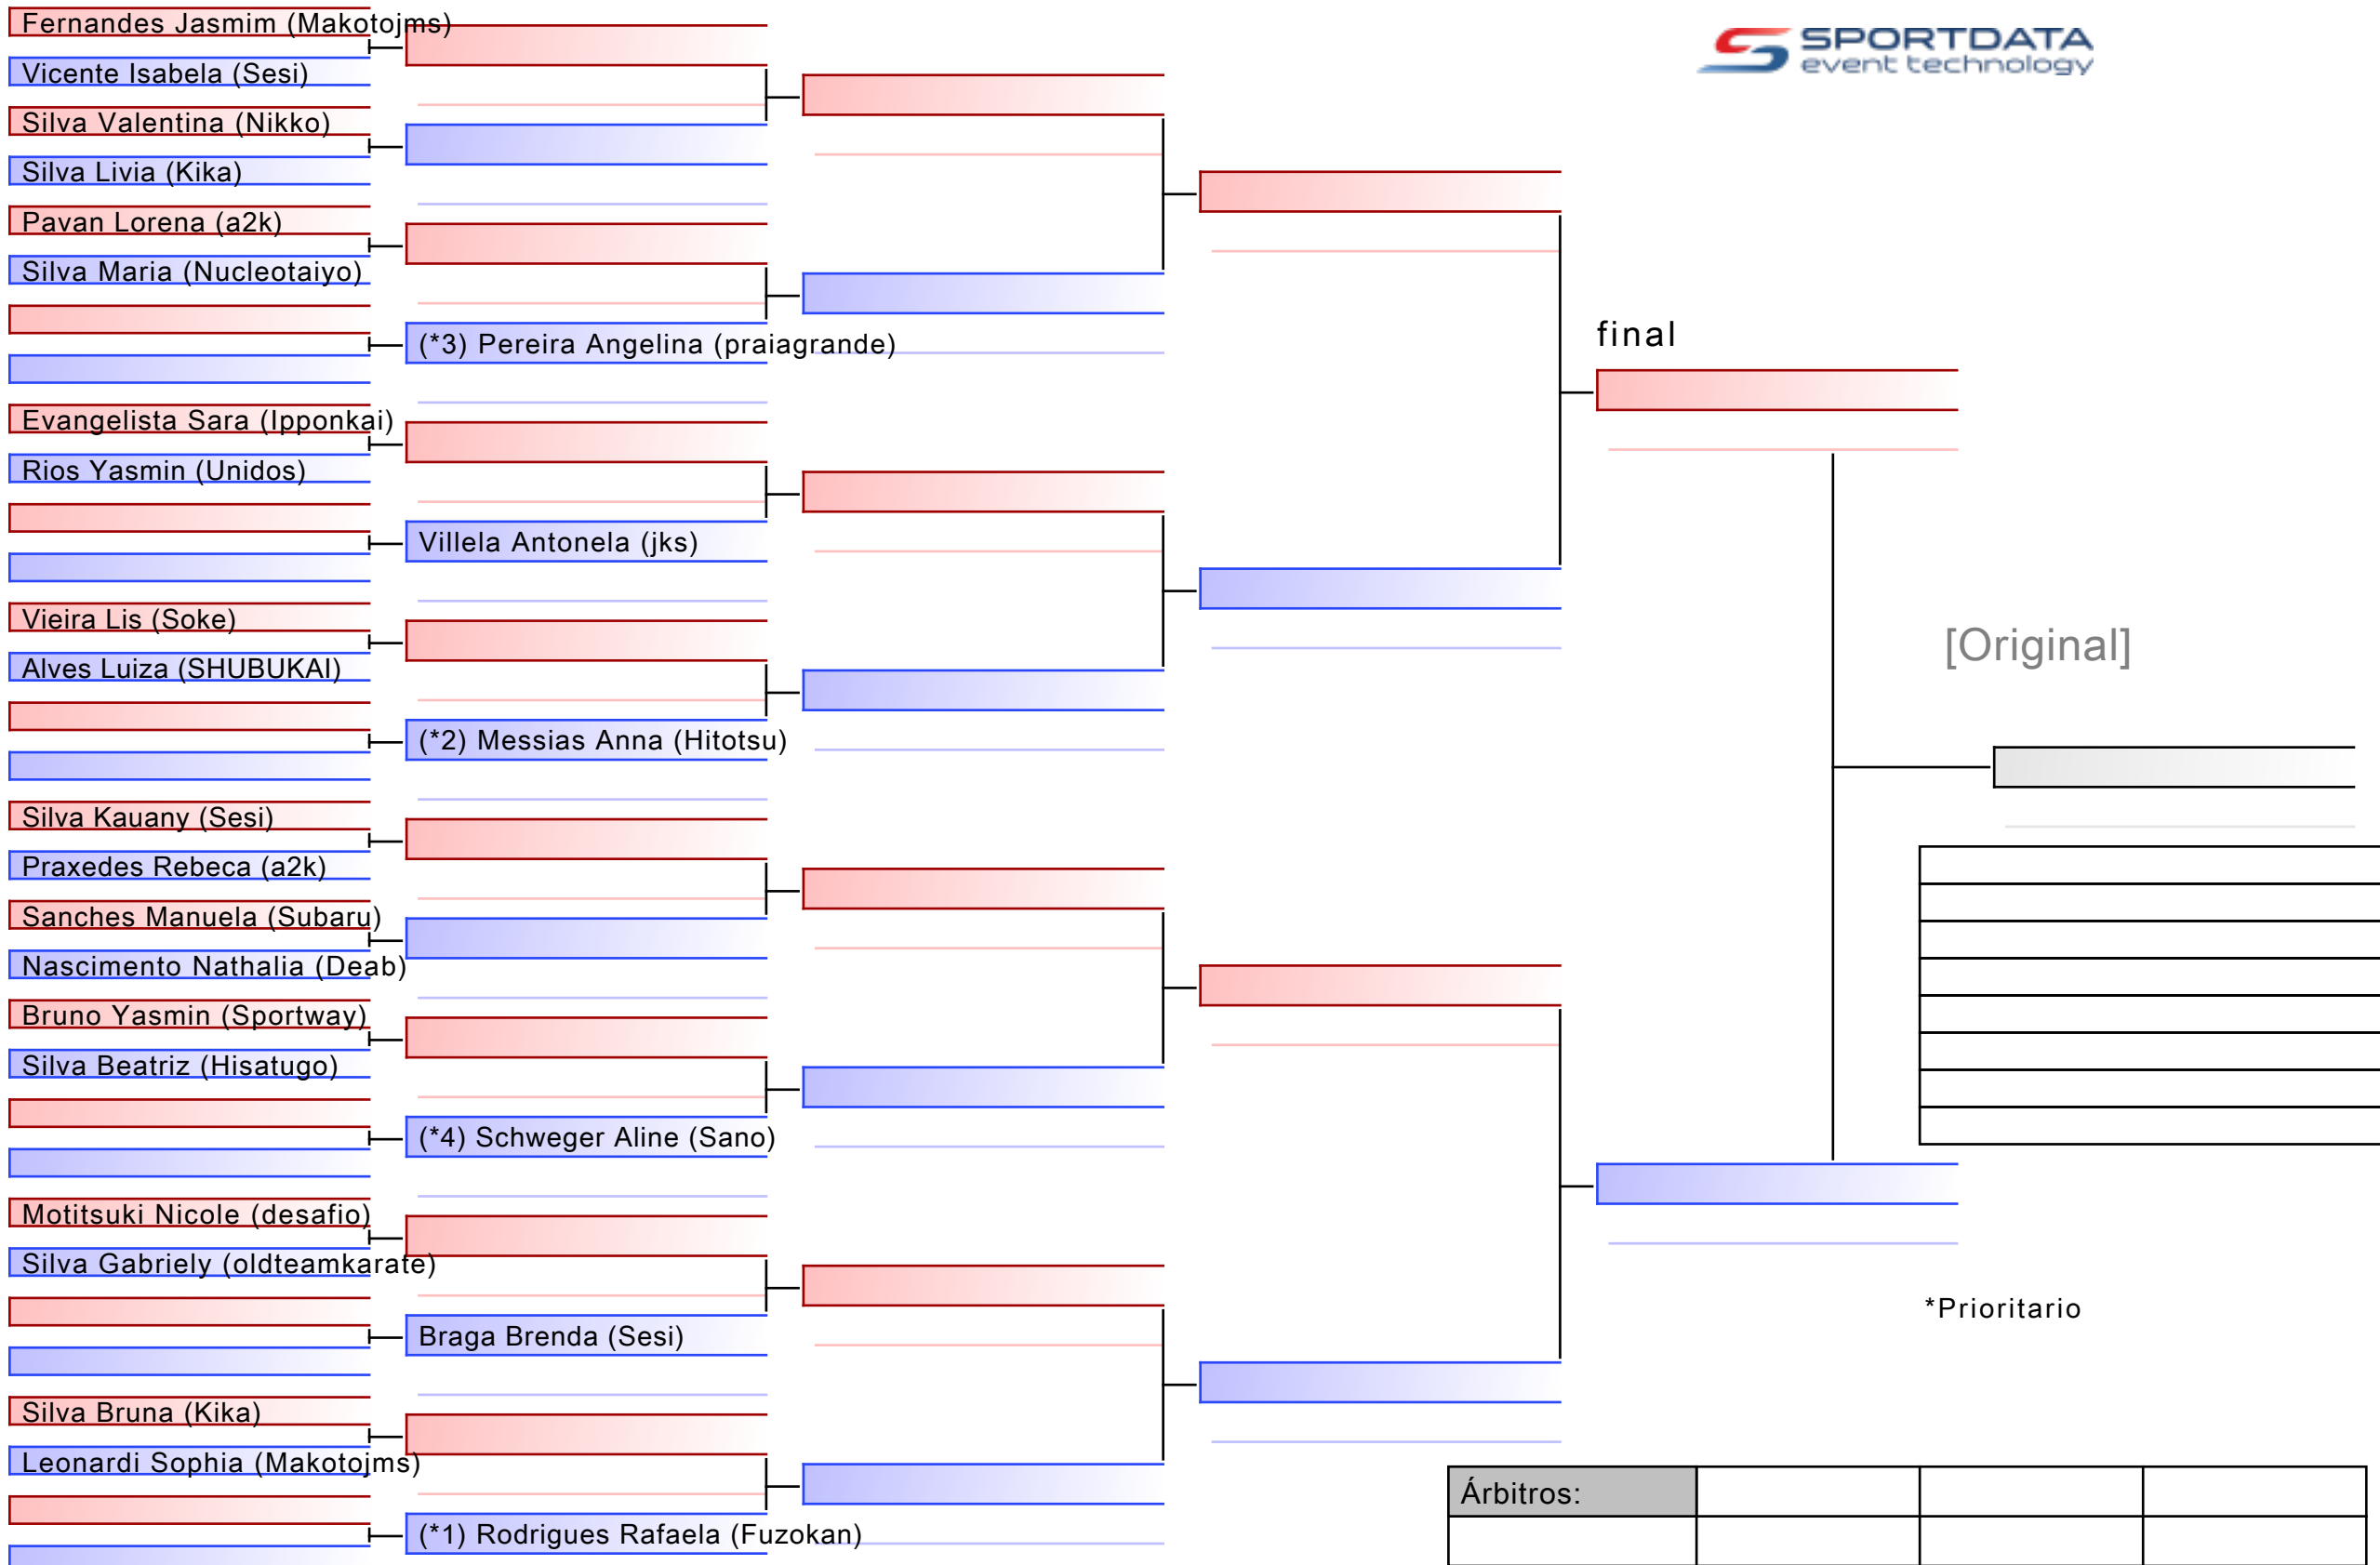 Fernandes Jasmim (Makotojms)
Vicente Isabela (Sesi)
Silva Valentina (Nikko)
Silva Livia (Kika)
Pavan Lorena (a2k)
Silva Maria (Nucleotaiyo)
(*3) Pereira Angelina (praiagrande)
Evangelista Sara (Ipponkai)
Rios Yasmin (Unidos)
Villela Antonela (jks)
Vieira Lis (Soke)
Alves Luiza (SHUBUKAI)
(*2) Messias Anna (Hitotsu)
Silva Kauany (Sesi)
Praxedes Rebeca (a2k)
Sanches Manuela (Subaru)
Nascimento Nathalia (Deab)
Bruno Yasmin (Sportway)
Silva Beatriz (Hisatugo)
(*4) Schweger Aline (Sano)
Motitsuki Nicole (desafio)
Silva Gabriely (oldteamkarate)
Braga Brenda (Sesi)
Silva Bruna (Kika)
Leonardi Sophia (Makotojms)
(*1) Rodrigues Rafaela (Fuzokan)
SPORTDATA
event technology
final
[Original]
*Prioritario
Árbitros: